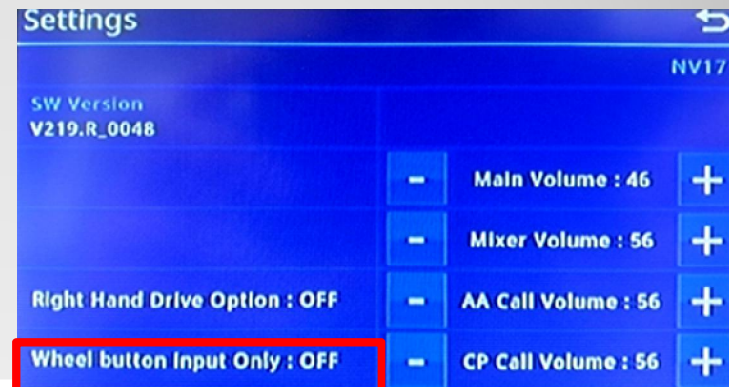 Settings
NV17
SW Version
V219.R_0048
- Main Volume : 46 +
- Mixer Volume : 56 +
Right Hand Drive Option : OFF - AA Call Volume : 56 +
Wheel button Input Only : OFF - CP Call Volume : 56 +